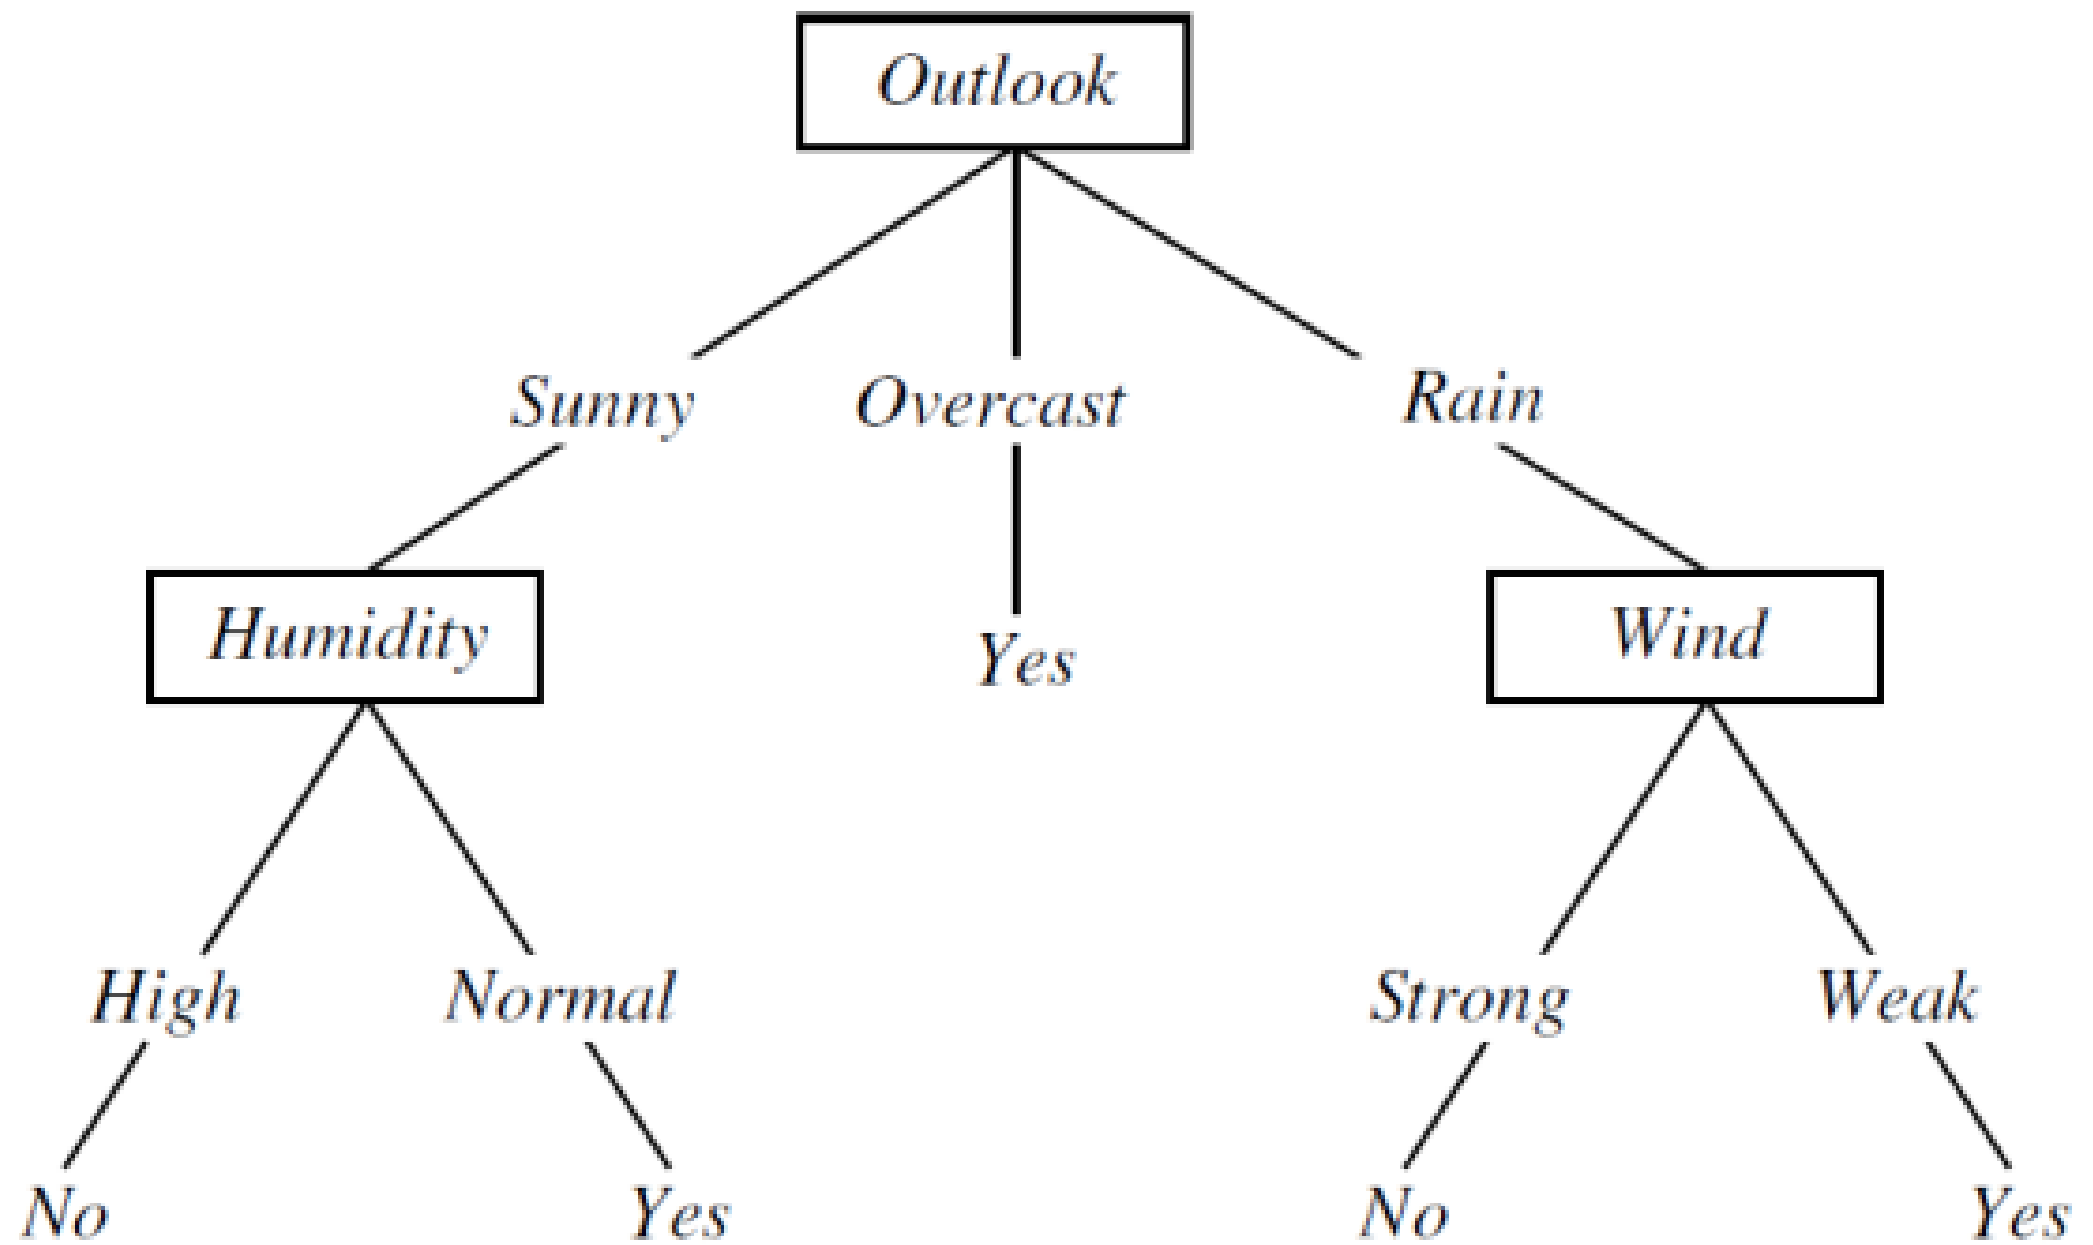 Outlook
Sunny Overcast Rain
Humidity Yes Wind
High Normal Strong Weak
No Yes No Yes